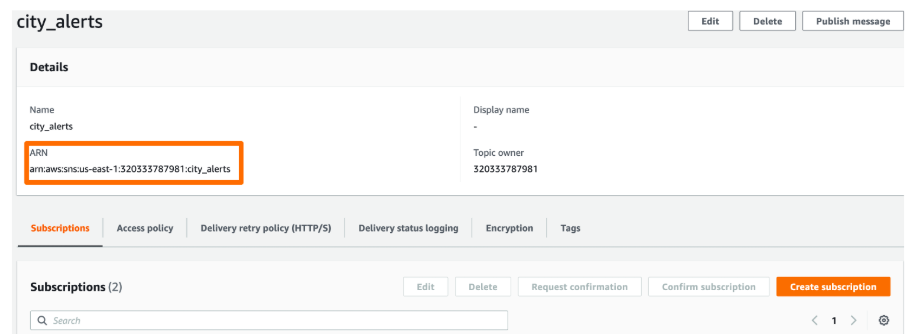 city_alerts
Edit
Delete
Publish message
Details
Name
city_alerts
Display name
-
ARN
arn:aws:sns:us-east-1:320333787981:city_alerts
Topic owner
320333787981
Subscriptions
Access policy
Delivery retry policy (HTTP/S)
Delivery status logging
Encryption
Tags
Subscriptions (2)
Edit
Delete
Request confirmation
Confirm subscription
Create subscription
Search
1